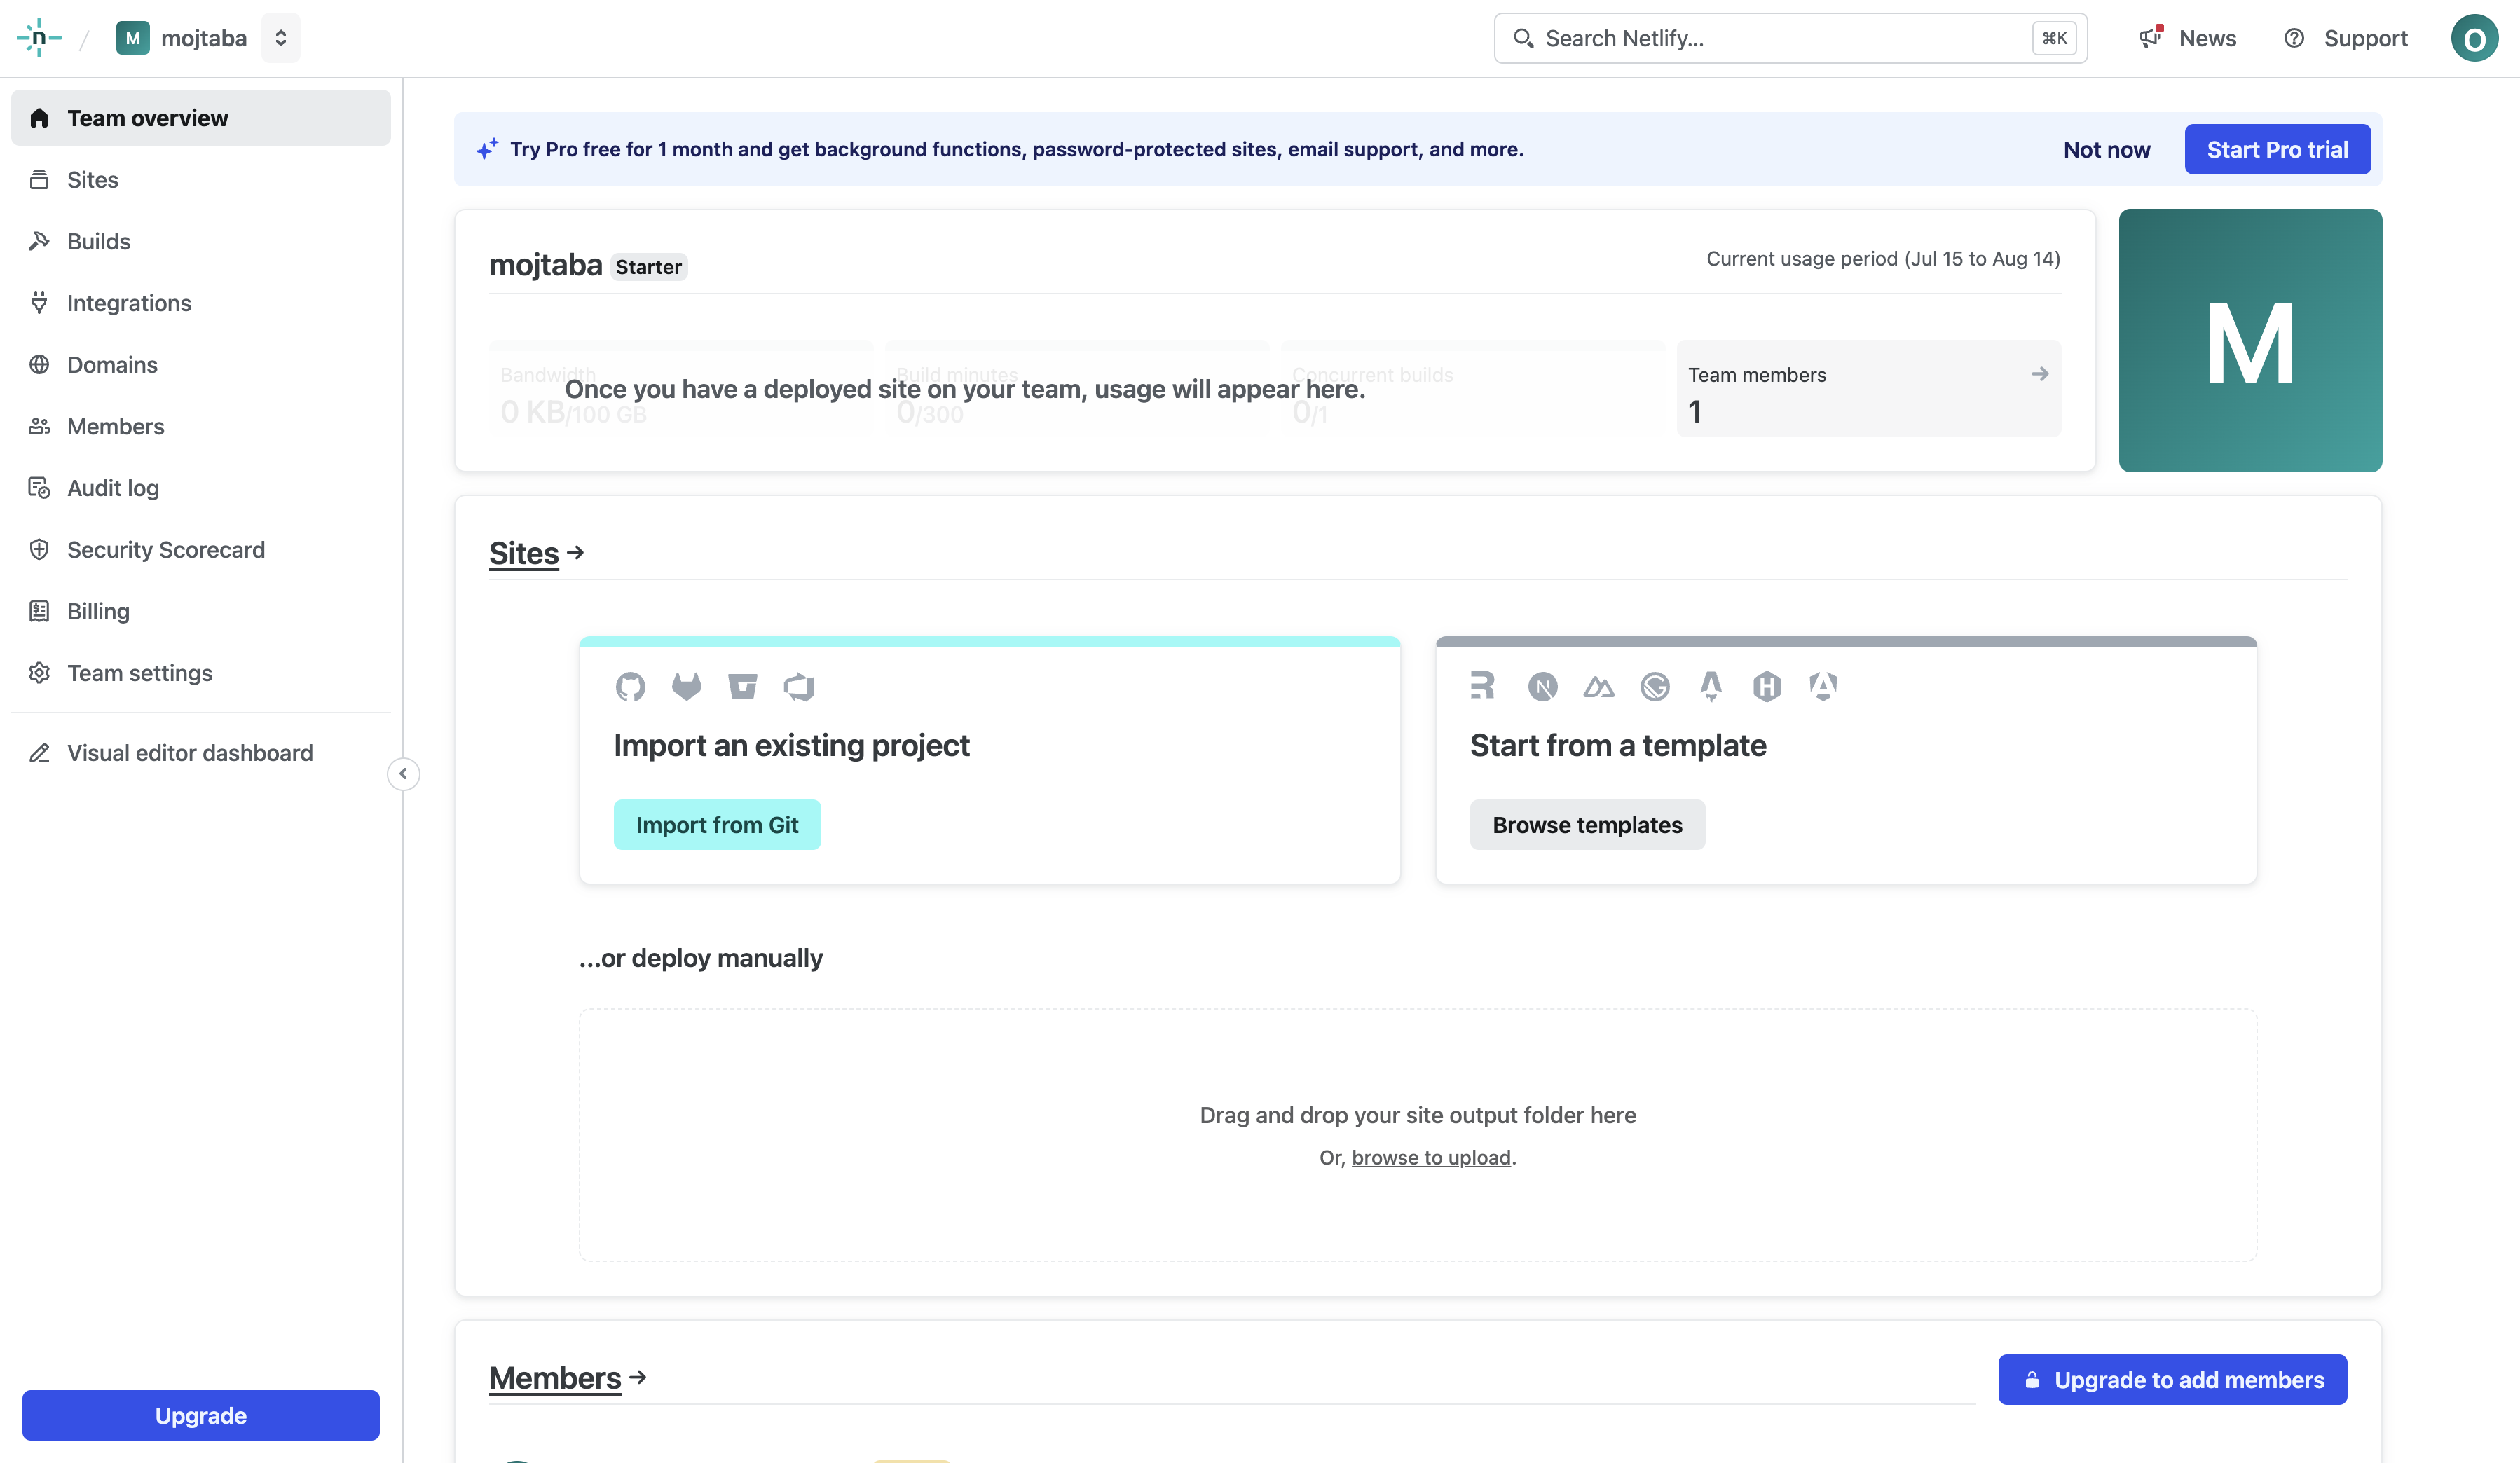 n / M mojtaba
Search Netlify... ⌘K
News
Support
O
Team overview
Sites
Builds
Integrations
Domains
Members
Audit log
Security Scorecard
Billing
Team settings
Visual editor dashboard
Upgrade
Try Pro free for 1 month and get background functions, password-protected sites, email support, and more.
Not now
Start Pro trial
mojtaba Starter
Current usage period (Jul 15 to Aug 14)
Bandwidth
0 KB/100 GB
Build minutes
0/300
Concurrent builds
0/1
Once you have a deployed site on your team, usage will appear here.
Team members
1
M
Sites
Import an existing project
Import from Git
Start from a template
Browse templates
...or deploy manually
Drag and drop your site output folder here
Or, browse to upload.
Members
Upgrade to add members